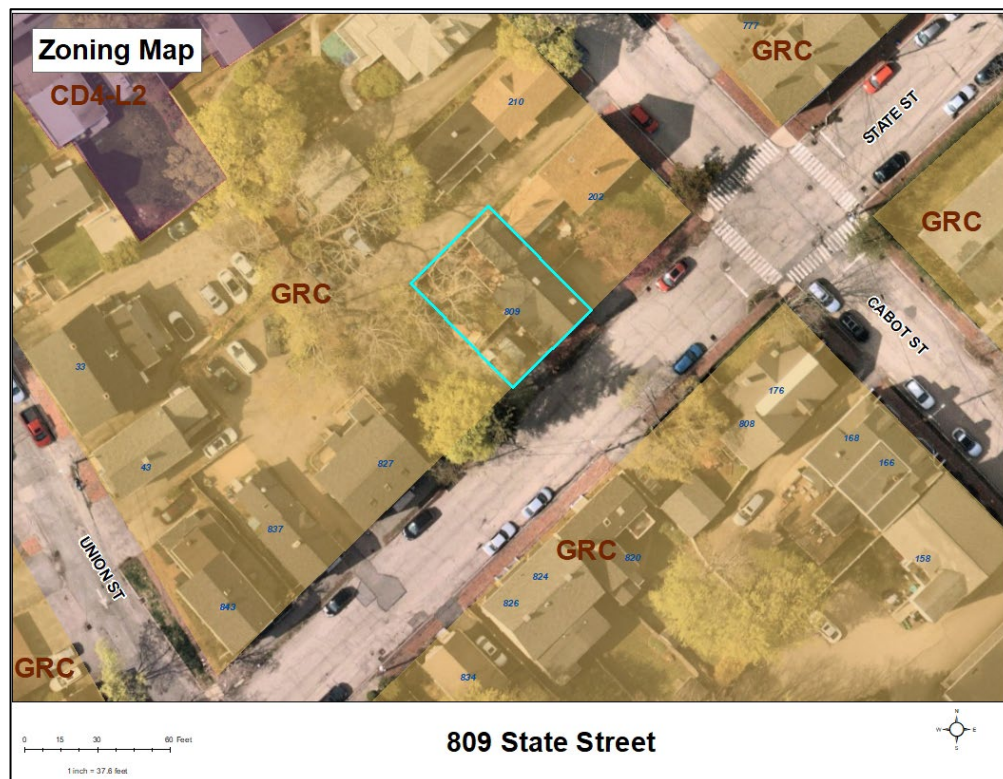 Zoning Map
CD4-L2
777
GRC
STATE ST
210
202
GRC
GRC
809
CABOT ST
33
176
808
168
166
43
827
837
GRC
820
158
824
826
UNION ST
843
GRC
834
0 15 30 60 Feet
1 inch = 37.6 feet
809 State Street
N
W E
S